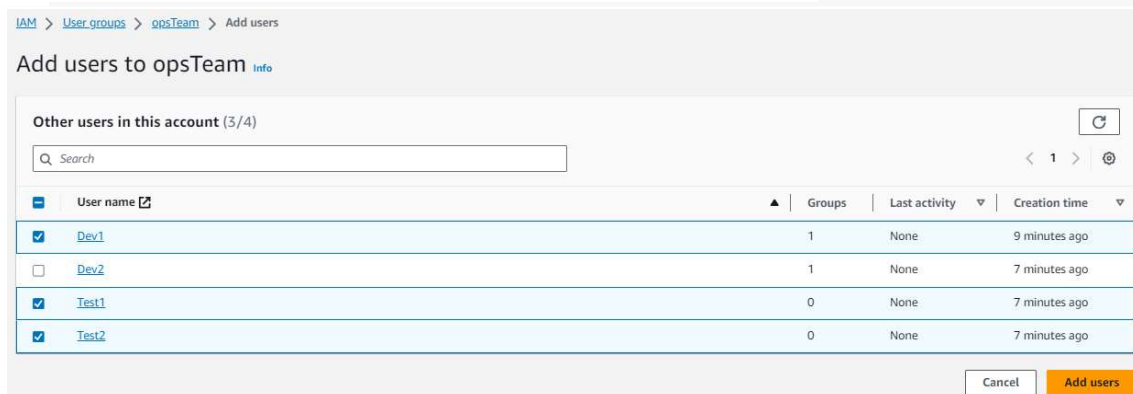 IAM > User groups > opsTeam > Add users
Add users to opsTeam Info
Other users in this account (3/4)
Search
< 1 >
User name Groups Last activity Creation time
Dev1 1 None 9 minutes ago
Dev2 1 None 7 minutes ago
Test1 0 None 7 minutes ago
Test2 0 None 7 minutes ago
Cancel Add users